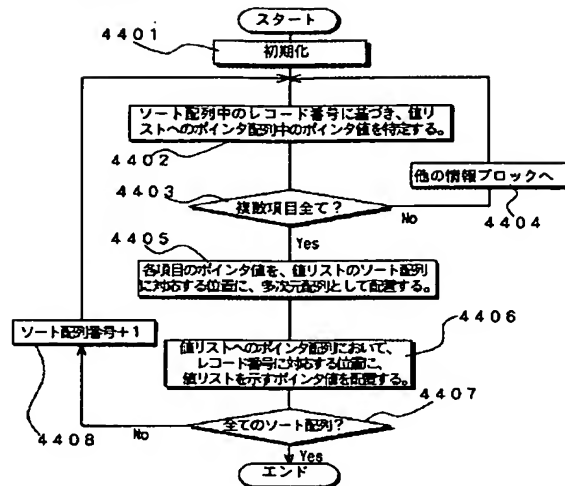 スタート
4401
初期化
ソート配列中のレコード番号に基づき、値リ
ストへのポインタ配列中のポインタ値を特定する。
4402
4403
他の情報ブロックへ
4404
複数項目全て？
No
Yes
4405
各項目のポインタ値を、値リストのソート配列
に対応する位置に、多次元配列として配置する。
ソート配列番号+1
4406
値リストへのポインタ配列において、
レコード番号に対応する位置に、
値リストを示すポインタ値を配置する。
4407
4408
No
全てのソート配列？
Yes
エンド